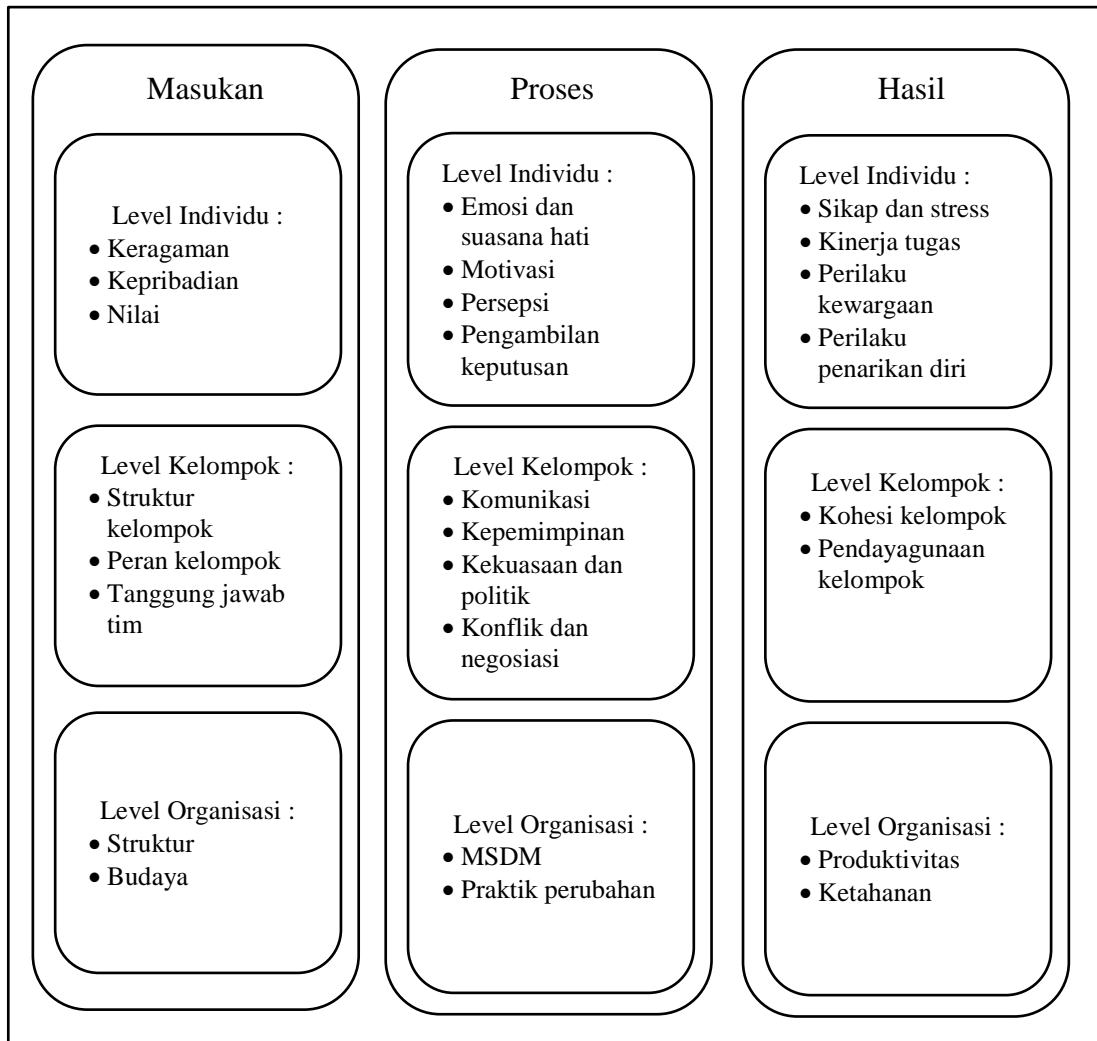 Masukan
Level Individu :
• Keragaman
• Kepribadian
• Nilai
Level Kelompok :
• Struktur
kelompok
• Peran kelompok
• Tanggung jawab
tim
Level Organisasi :
• Struktur
• Budaya
Proses
Level Individu :
• Emosi dan
suasana hati
• Motivasi
• Persepsi
• Pengambilan
keputusan
Level Kelompok :
• Komunikasi
• Kepemimpinan
• Kekuasaan dan
politik
• Konflik dan
negosiasi
Level Organisasi :
• MSDM
• Praktik perubahan
Hasil
Level Individu :
• Sikap dan stress
• Kinerja tugas
• Perilaku
kewargaan
• Perilaku
penarikan diri
Level Kelompok :
• Kohesi kelompok
• Pendayagunaan
kelompok
Level Organisasi :
• Produktivitas
• Ketahanan